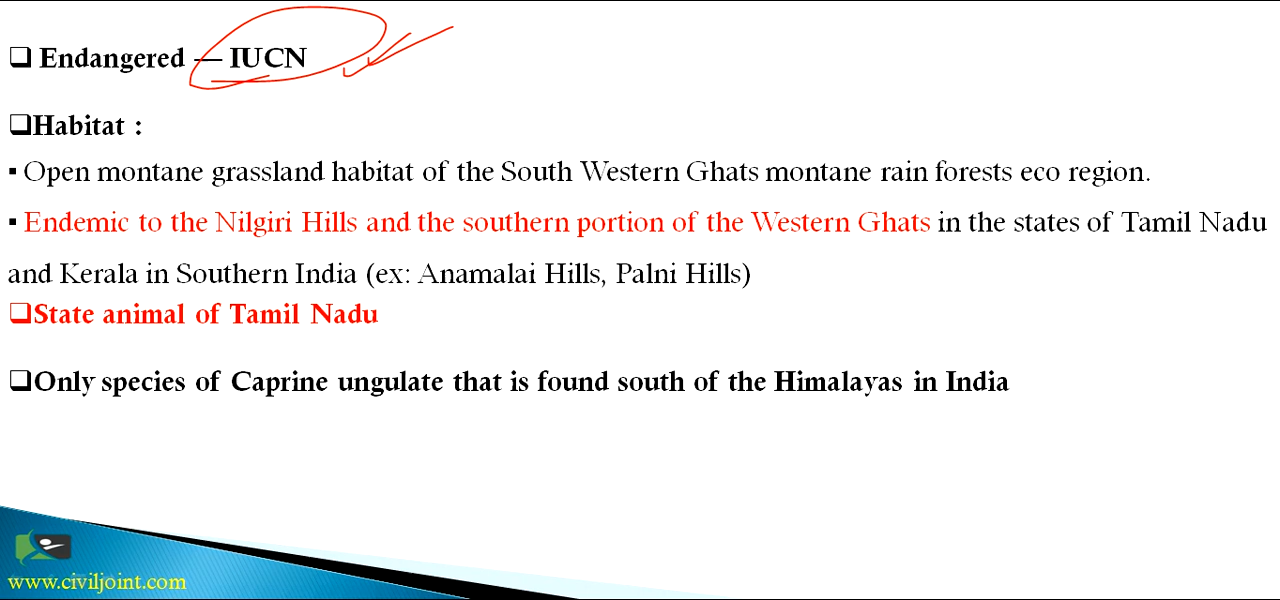 ❑ Endangered — IUCN
❑Habitat :
▪ Open montane grassland habitat of the South Western Ghats montane rain forests eco region.
▪ Endemic to the Nilgiri Hills and the southern portion of the Western Ghats in the states of Tamil Nadu
and Kerala in Southern India (ex: Anamalai Hills, Palni Hills)
❑State animal of Tamil Nadu
❑Only species of Caprine ungulate that is found south of the Himalayas in India
www.civiljoint.com